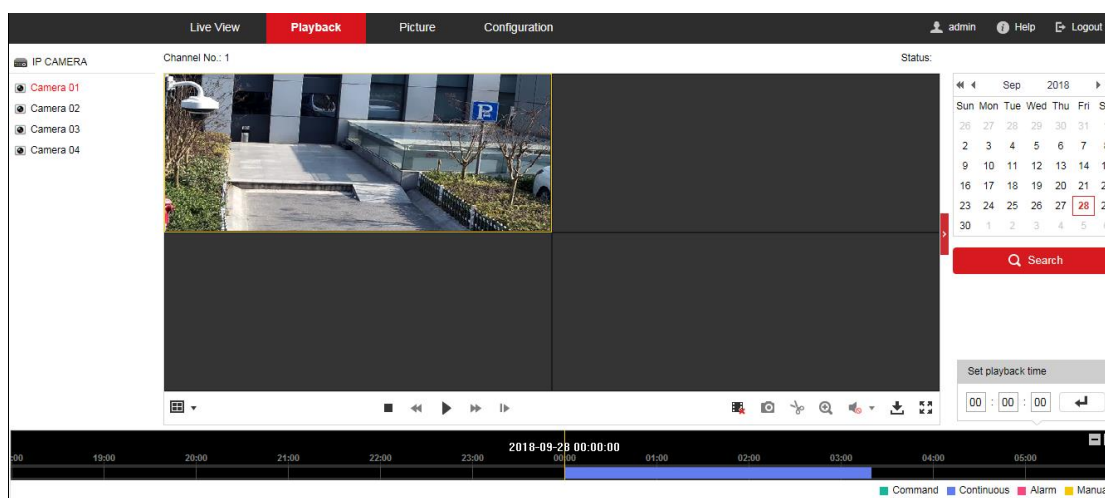 Live View Playback Picture Configuration admin Help Logout
IP CAMERA
Camera 01
Camera 02
Camera 03
Camera 04
Channel No.: 1 Status:
P
Sep 2018
Sun Mon Tue Wed Thu Fri S
26 27 28 29 30 31
2 3 4 5 6 7
9 10 11 12 13 14 1
16 17 18 19 20 21 2
23 24 25 26 27 28 2
30 1 2 3 4 5
Search
Set playback time
00 : 00 : 00
2018-09-28 00:00:00
:00 19:00 20:00 21:00 22:00 23:00 00:00 01:00 02:00 03:00 04:00 05:00
Command Continuous Alarm Manua